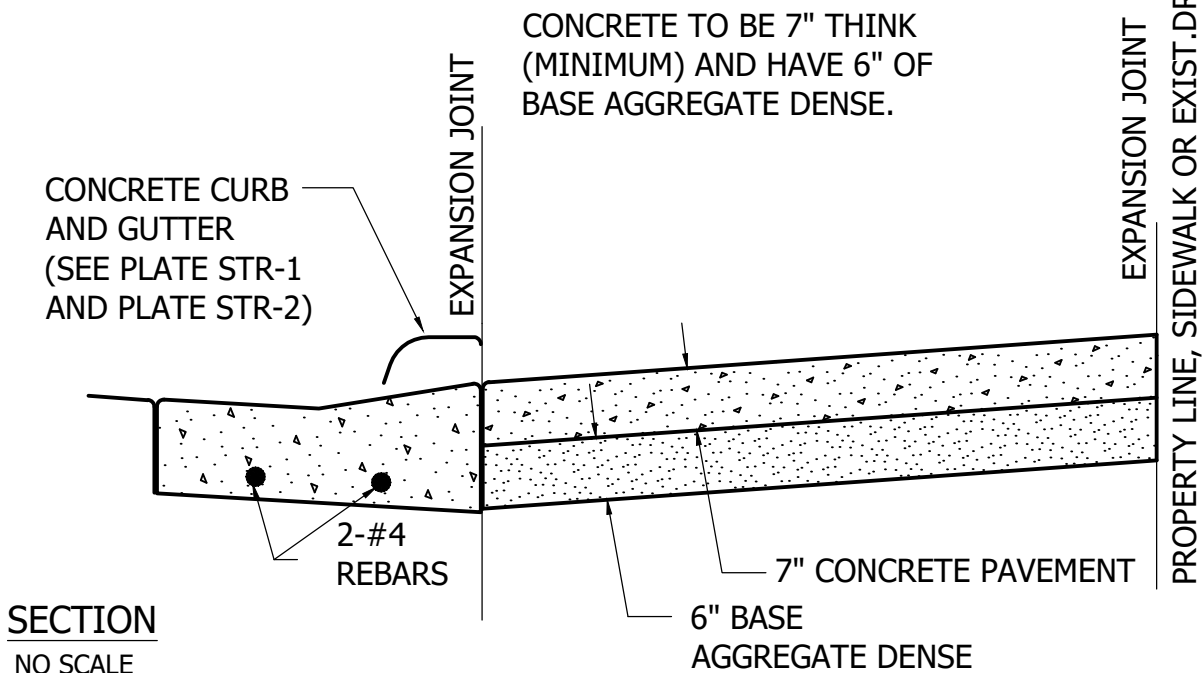 CONCRETE TO BE 7" THINK
(MINIMUM) AND HAVE 6" OF
BASE AGGREGATE DENSE.
CONCRETE CURB
AND GUTTER
(SEE PLATE STR-1
AND PLATE STR-2)
EXPANSION JOINT
EXPANSION JOINT
PROPERTY LINE, SIDEWALK OR EXIST.
2-#4
REBARS
7" CONCRETE PAVEMENT
6" BASE
AGGREGATE DENSE
SECTION
NO SCALE